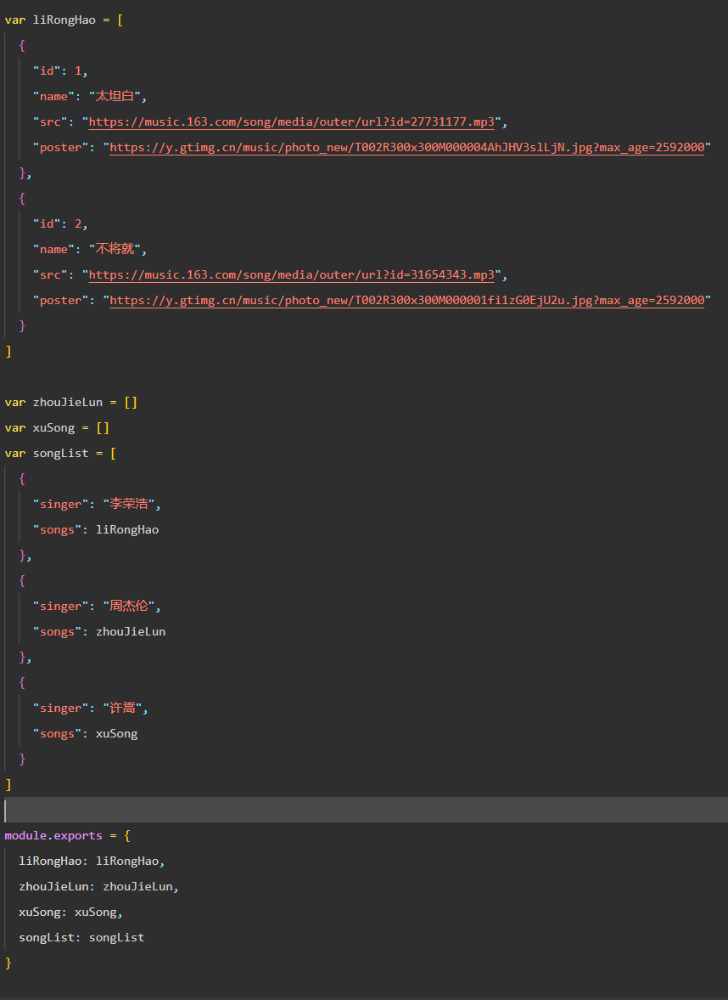 var liRongHao = [
{
"id": 1,
"name": "太坦白",
"src": "https://music.163.com/song/media/outer/url?id=27731177.mp3",
"poster": "https://y.gtimg.cn/music/photo_new/T002R300x300M000004AhJHV3slLjN.jpg?max_age=2592000"
},
{
"id": 2,
"name": "不将就",
"src": "https://music.163.com/song/media/outer/url?id=31654343.mp3",
"poster": "https://y.gtimg.cn/music/photo_new/T002R300x300M000001fi1zG0EjU2u.jpg?max_age=2592000"
}
]
var zhouJieLun = []
var xuSong = []
var songList = [
{
"singer": "李荣浩",
"songs": liRongHao
},
{
"singer": "周杰伦",
"songs": zhouJieLun
},
{
"singer": "许嵩",
"songs": xuSong
}
]
module.exports = {
liRongHao: liRongHao,
zhouJieLun: zhouJieLun,
xuSong: xuSong,
songList: songList
}